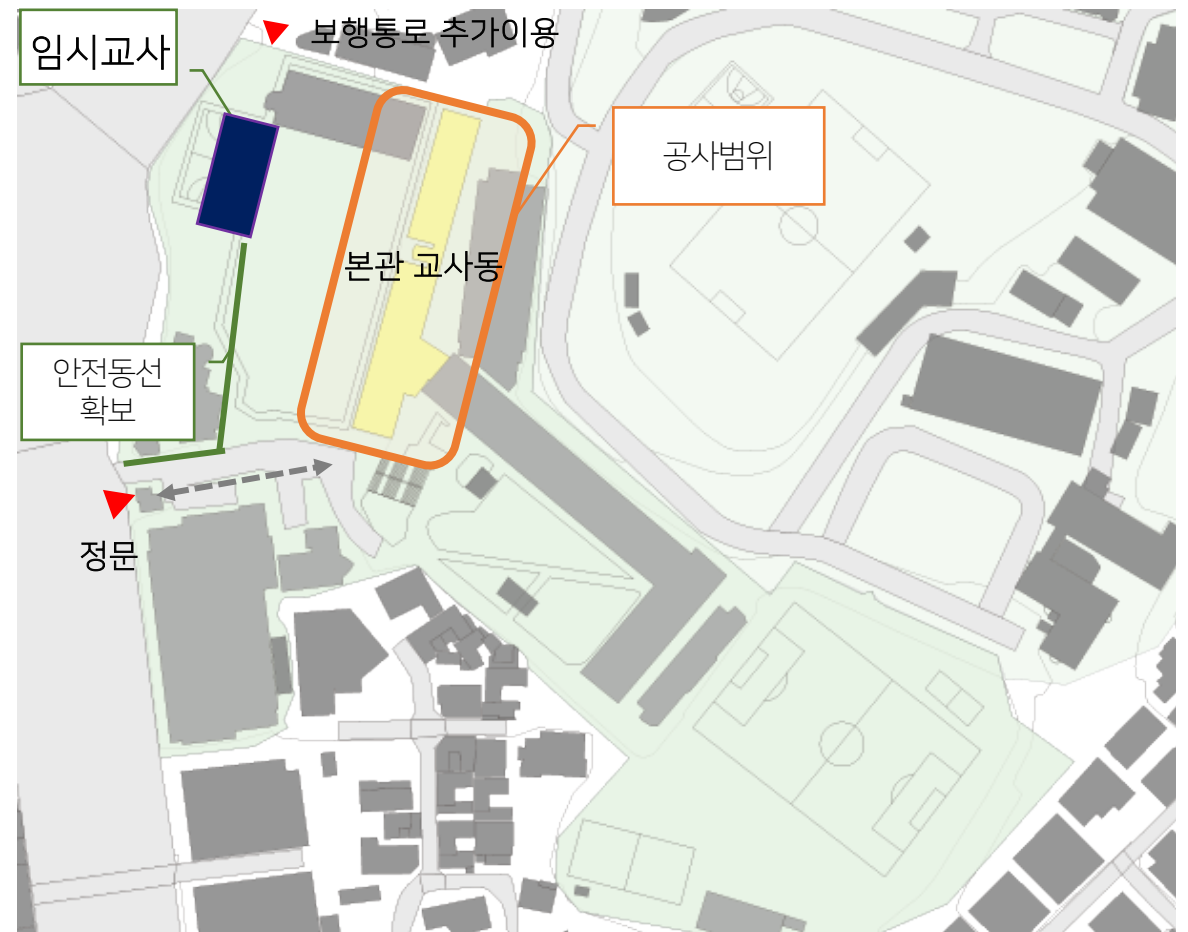 보행통로 추가이용
임시교사
공사범위
본관 교사동
안전동선
확보
정문